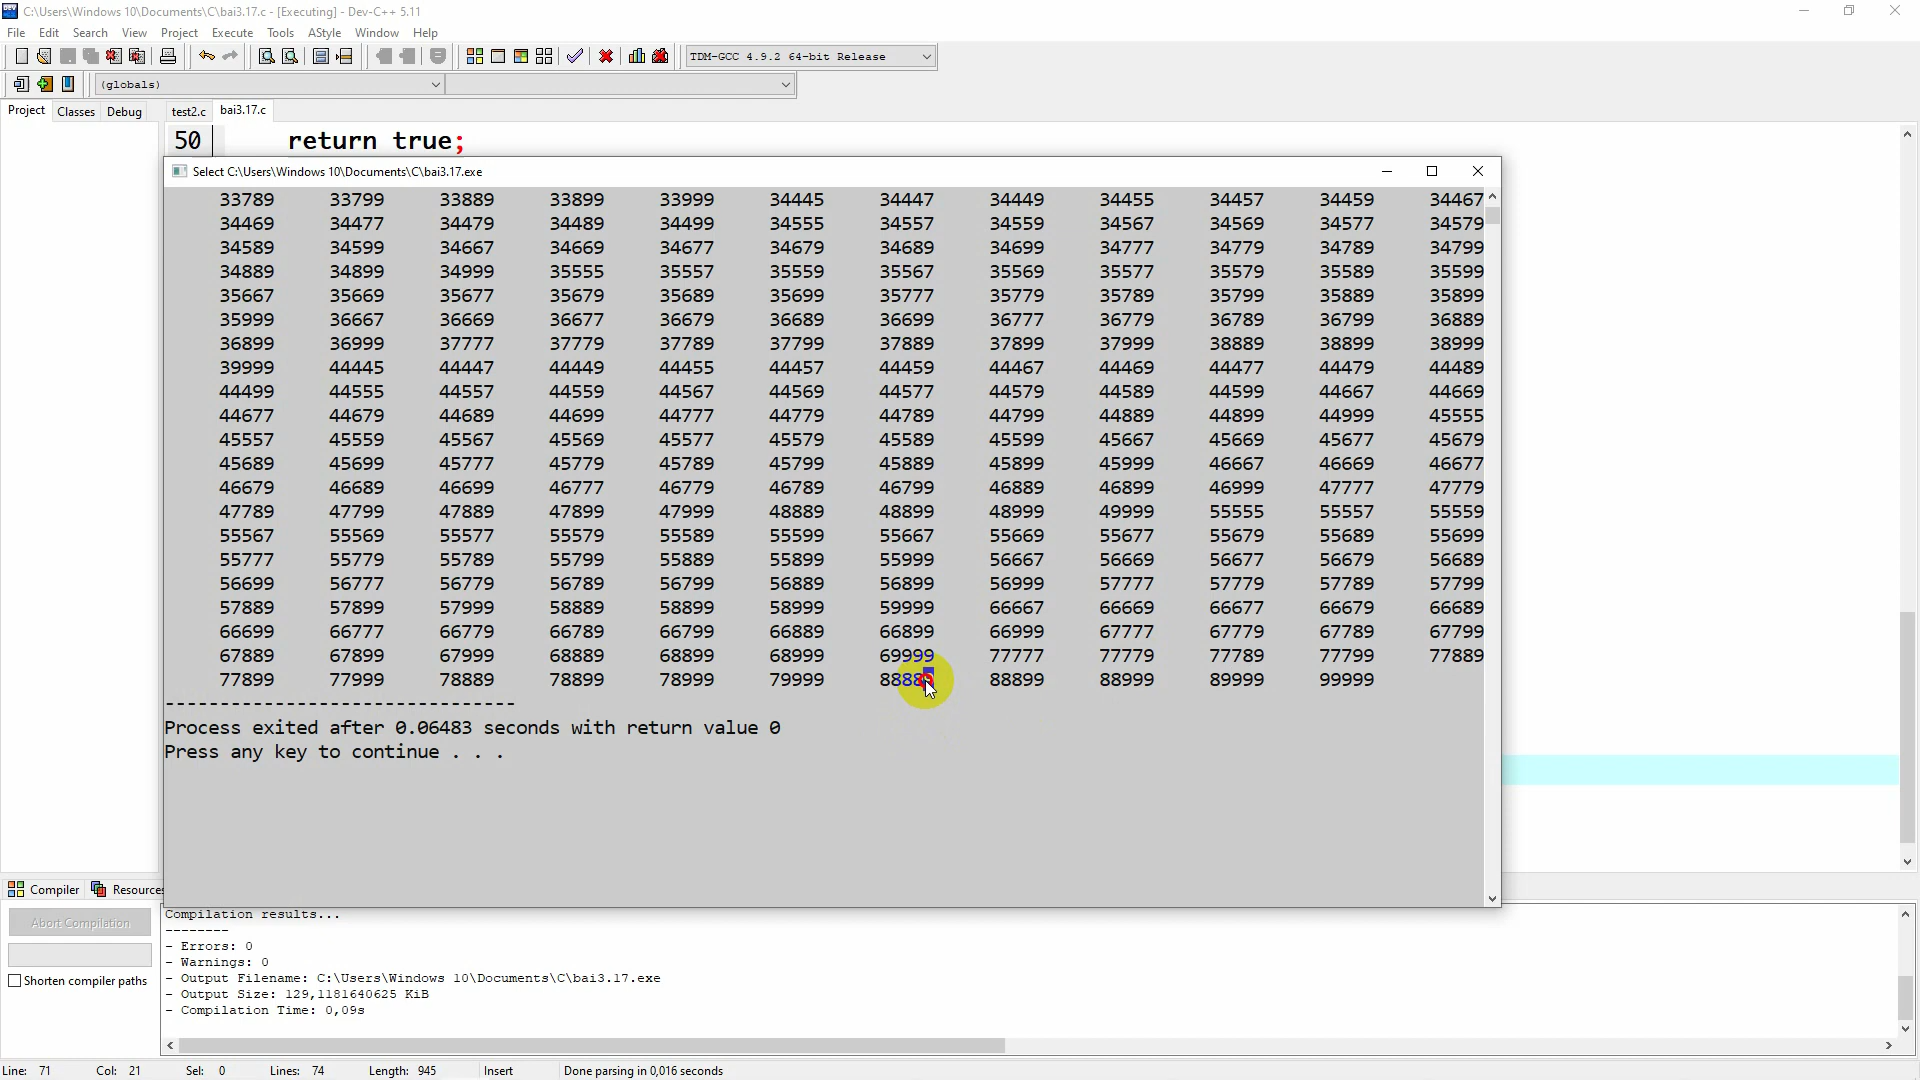 C:\Users\Windows 10\Documents\C\bai3.17.c - [Executing] - Dev-C++ 5.11
File Edit Search View Project Execute Tools AStyle Window Help
TDM-GCC 4.9.2 64-bit Release
(globals)
Project Classes Debug test2.c bai3.17.c
50 return true;
Select C:\Users\Windows 10\Documents\C\bai3.17.exe
33789 33799 33889 33899 33999 34445 34447 34449 34455 34457 34459 34467
34469 34477 34479 34489 34499 34555 34557 34559 34567 34569 34577 34579
34589 34599 34667 34669 34677 34679 34689 34699 34777 34779 34789 34799
34889 34899 34999 35555 35557 35559 35567 35569 35577 35579 35589 35599
35667 35669 35677 35679 35689 35699 35777 35779 35789 35799 35889 35899
35999 36667 36669 36677 36679 36689 36699 36777 36779 36789 36799 36889
36899 36999 37777 37779 37789 37799 37889 37899 37999 38889 38899 38999
39999 44445 44447 44449 44455 44457 44459 44467 44469 44477 44479 44489
44499 44555 44557 44559 44567 44569 44577 44579 44589 44599 44667 44669
44677 44679 44689 44699 44777 44779 44789 44799 44889 44899 44999 45555
45557 45559 45567 45569 45577 45579 45589 45599 45667 45669 45677 45679
45689 45699 45777 45779 45789 45799 45889 45899 45999 46667 46669 46677
46679 46689 46699 46777 46779 46789 46799 46889 46899 46999 47777 47779
47789 47799 47889 47899 47999 48889 48899 48999 49999 55555 55557 55559
55567 55569 55577 55579 55589 55599 55667 55669 55677 55679 55689 55699
55777 55779 55789 55799 55889 55899 55999 56667 56669 56677 56679 56689
56699 56777 56779 56789 56799 56889 56899 56999 57777 57779 57789 57799
57889 57899 57999 58889 58899 58999 59999 66667 66669 66677 66679 66689
66699 66777 66779 66789 66799 66889 66899 66999 67777 67779 67789 67799
67889 67899 67999 68889 68899 68999 69999 77777 77779 77789 77799 77889
77899 77999 78889 78899 78999 79999 88899 88999 89999 99999
--------------------------------
Process exited after 0.06483 seconds with return value 0
Press any key to continue . . .
Compiler Resources
Abort Compilation
Shorten compiler paths
Compilation results...
--------
- Errors: 0
- Warnings: 0
- Output Filename: C:\Users\Windows 10\Documents\C\bai3.17.exe
- Output Size: 129,1181640625 KiB
- Compilation Time: 0,09s
Line: 71 Col: 21 Sel: 0 Lines: 74 Length: 945 Insert Done parsing in 0,016 seconds